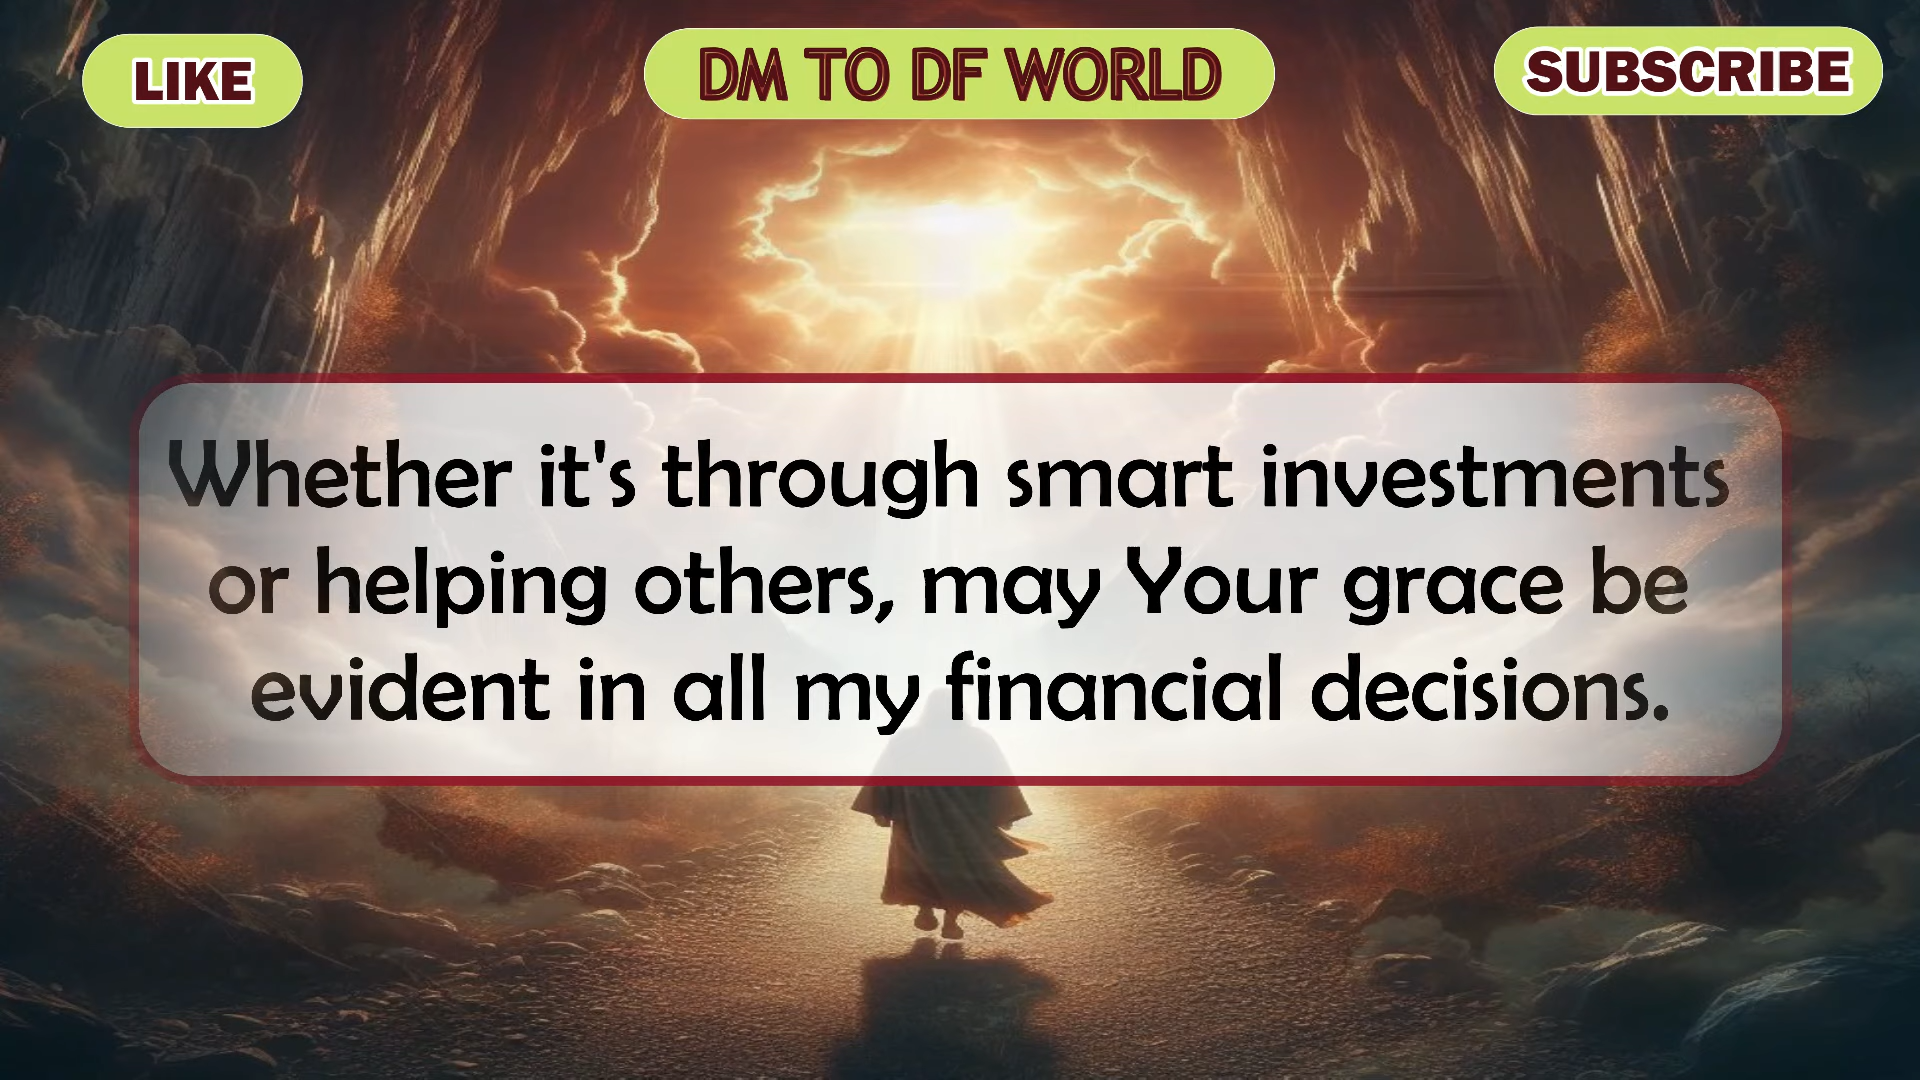 LIKE
DM TO DF WORLD
SUBSCRIBE
Whether it's through smart investments
or helping others, may Your grace be
evident in all my financial decisions.